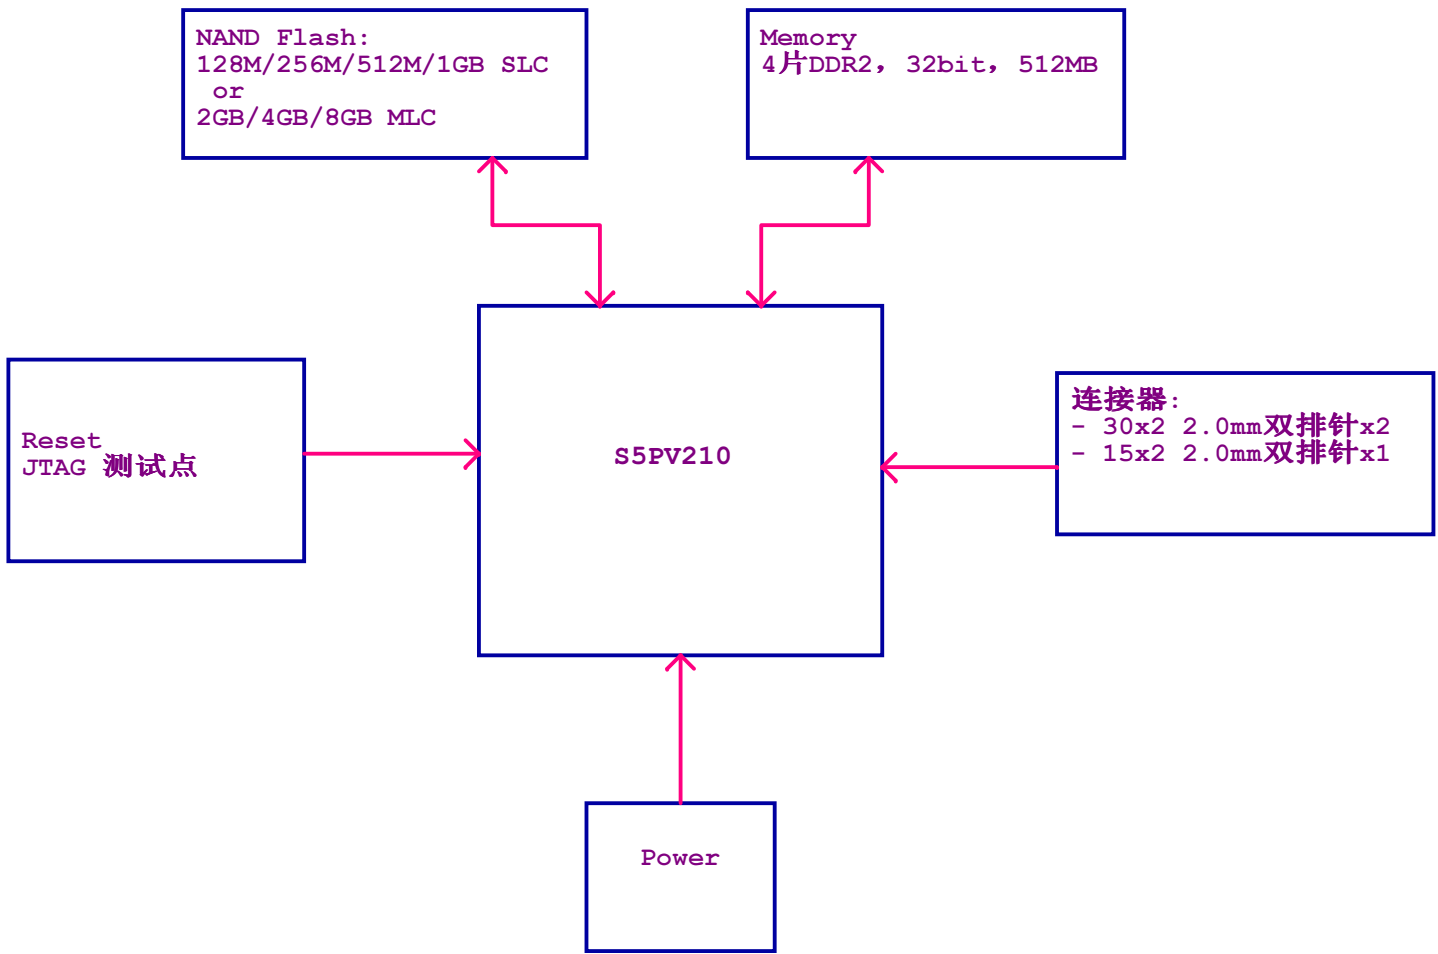 NAND Flash:
128M/256M/512M/1GB SLC
or
2GB/4GB/8GB MLC
Memory
4片DDR2，32bit，512MB
Reset
JTAG 测试点
S5PV210
连接器:
- 30x2 2.0mm双排针x2
- 15x2 2.0mm双排针x1
Power